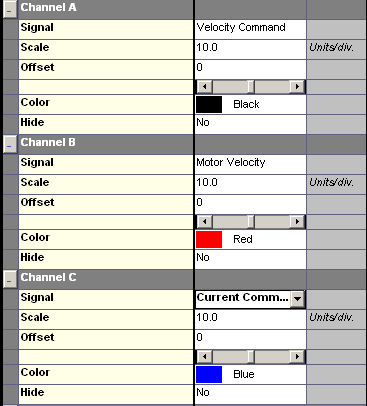 Channel A
Signal Velocity Command
Scale 10.0 Units/div.
Offset 0
Color Black
Hide No
Channel B
Signal Motor Velocity
Scale 10.0 Units/div.
Offset 0
Color Red
Hide No
Channel C
Signal Current Comm...
Scale 10.0 Units/div.
Offset 0
Color Blue
Hide No